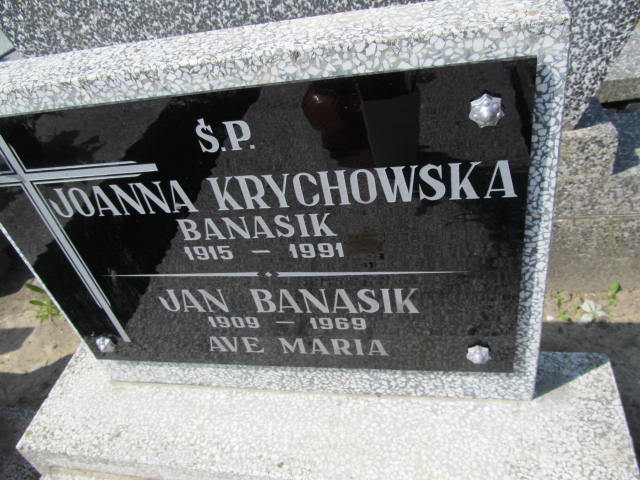 Ś.P.
JOANNA KRYCHOWSKA
BANASIK
1915 - 1991
JAN BANASIK
1909 - 1969
AVE MARIA